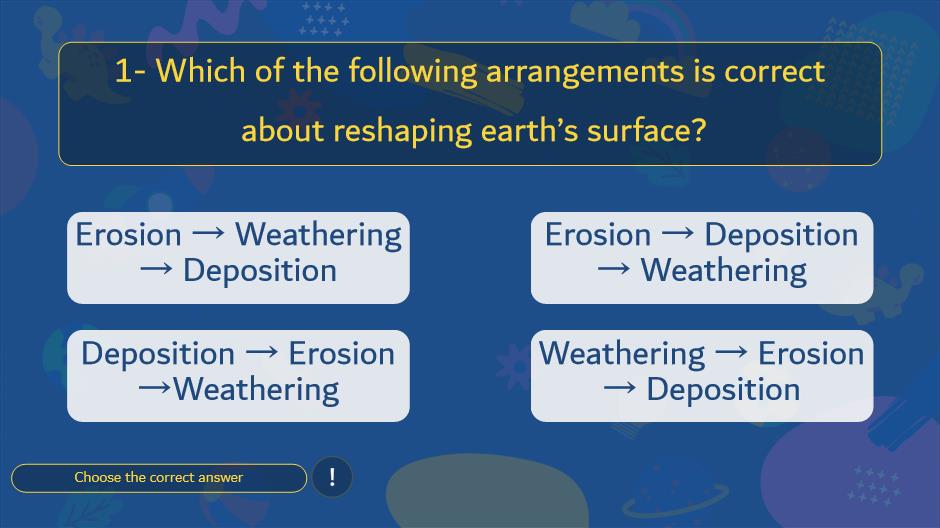 1- Which of the following arrangements is correct
about reshaping earth’s surface?
Erosion → Weathering
→ Deposition
Erosion → Deposition
→ Weathering
Deposition → Erosion
→Weathering
Weathering → Erosion
→ Deposition
Choose the correct answer
!